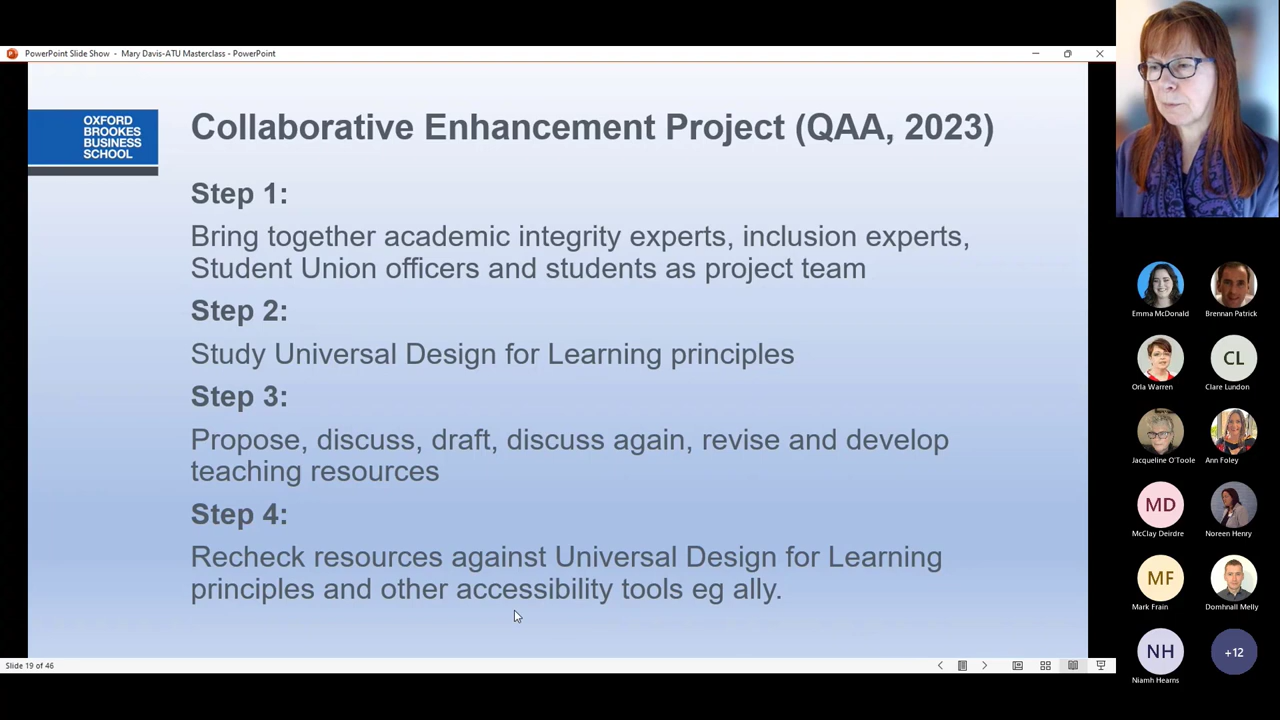 PowerPoint Slide Show - Mary Davis-ATU Masterclass - PowerPoint
OXFORD
BROOKES
BUSINESS
SCHOOL
Collaborative Enhancement Project (QAA, 2023)
Step 1:
Bring together academic integrity experts, inclusion experts,
Student Union officers and students as project team
Step 2:
Study Universal Design for Learning principles
Step 3:
Propose, discuss, draft, discuss again, revise and develop
teaching resources
Step 4:
Recheck resources against Universal Design for Learning
principles and other accessibility tools eg ally.
Slide 19 of 46
Emma McDonald
Brennan Patrick
Orla Warren
CL
Clare Lundon
Jacqueline O'Toole
Ann Foley
MD
McClay Deirdre
Noreen Henry
MF
Mark Frain
Domhnall Melly
NH
Niamh Hearns
+12